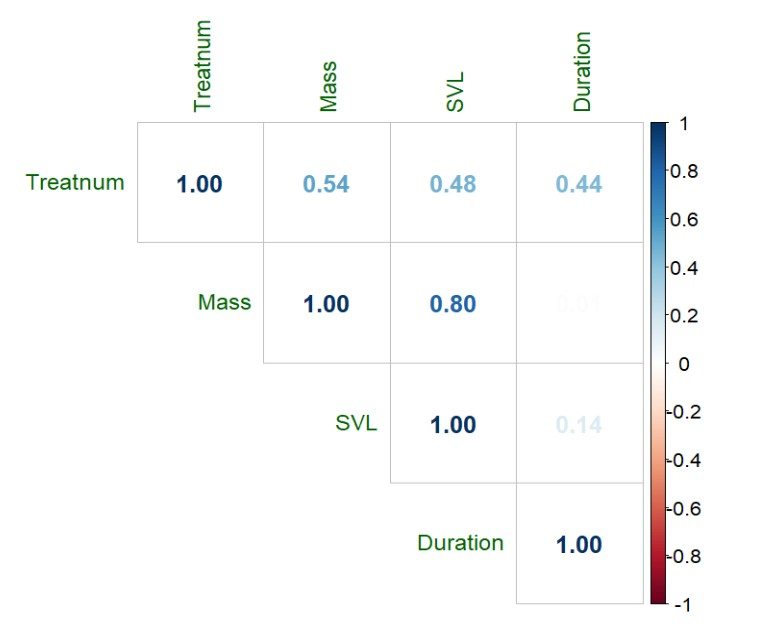 Treatnum
Mass
SVL
Duration
Treatnum 1.00 0.54 0.48 0.44
Mass 1.00 0.80
SVL 1.00 0.14
Duration 1.00
1
0.8
0.6
0.4
0.2
0
-0.2
-0.4
-0.6
-0.8
-1